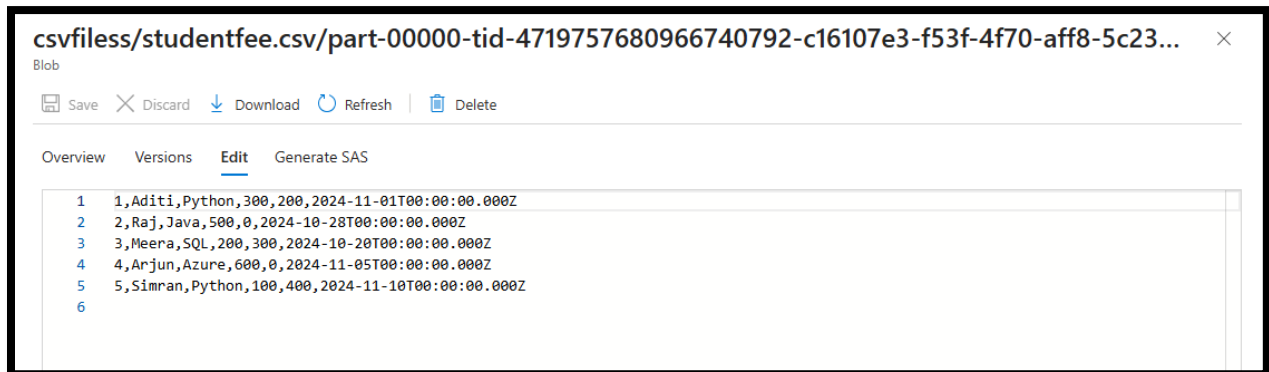 csvfiless/studentfee.csv/part-00000-tid-4719757680966740792-c16107e3-f53f-4f70-aff8-5c23...
Blob
Save Discard Download Refresh Delete
Overview Versions Edit Generate SAS
1 1,Aditi,Python,300,200,2024-11-01T00:00:00.000Z
2 2,Raj,Java,500,0,2024-10-28T00:00:00.000Z
3 3,Meera,SQL,200,300,2024-10-20T00:00:00.000Z
4 4,Arjun,Azure,600,0,2024-11-05T00:00:00.000Z
5 5,Simran,Python,100,400,2024-11-10T00:00:00.000Z
6